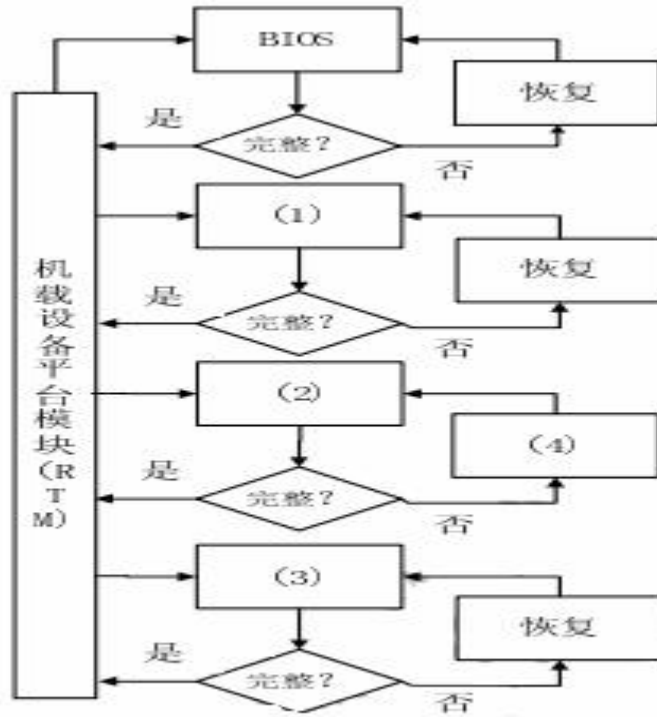 BIOS
恢复
是
完整?
否
(1)
恢复
是
完整?
否
机载设备平台模块(RTM)
(2)
(4)
是
完整?
否
(3)
恢复
是
完整?
否